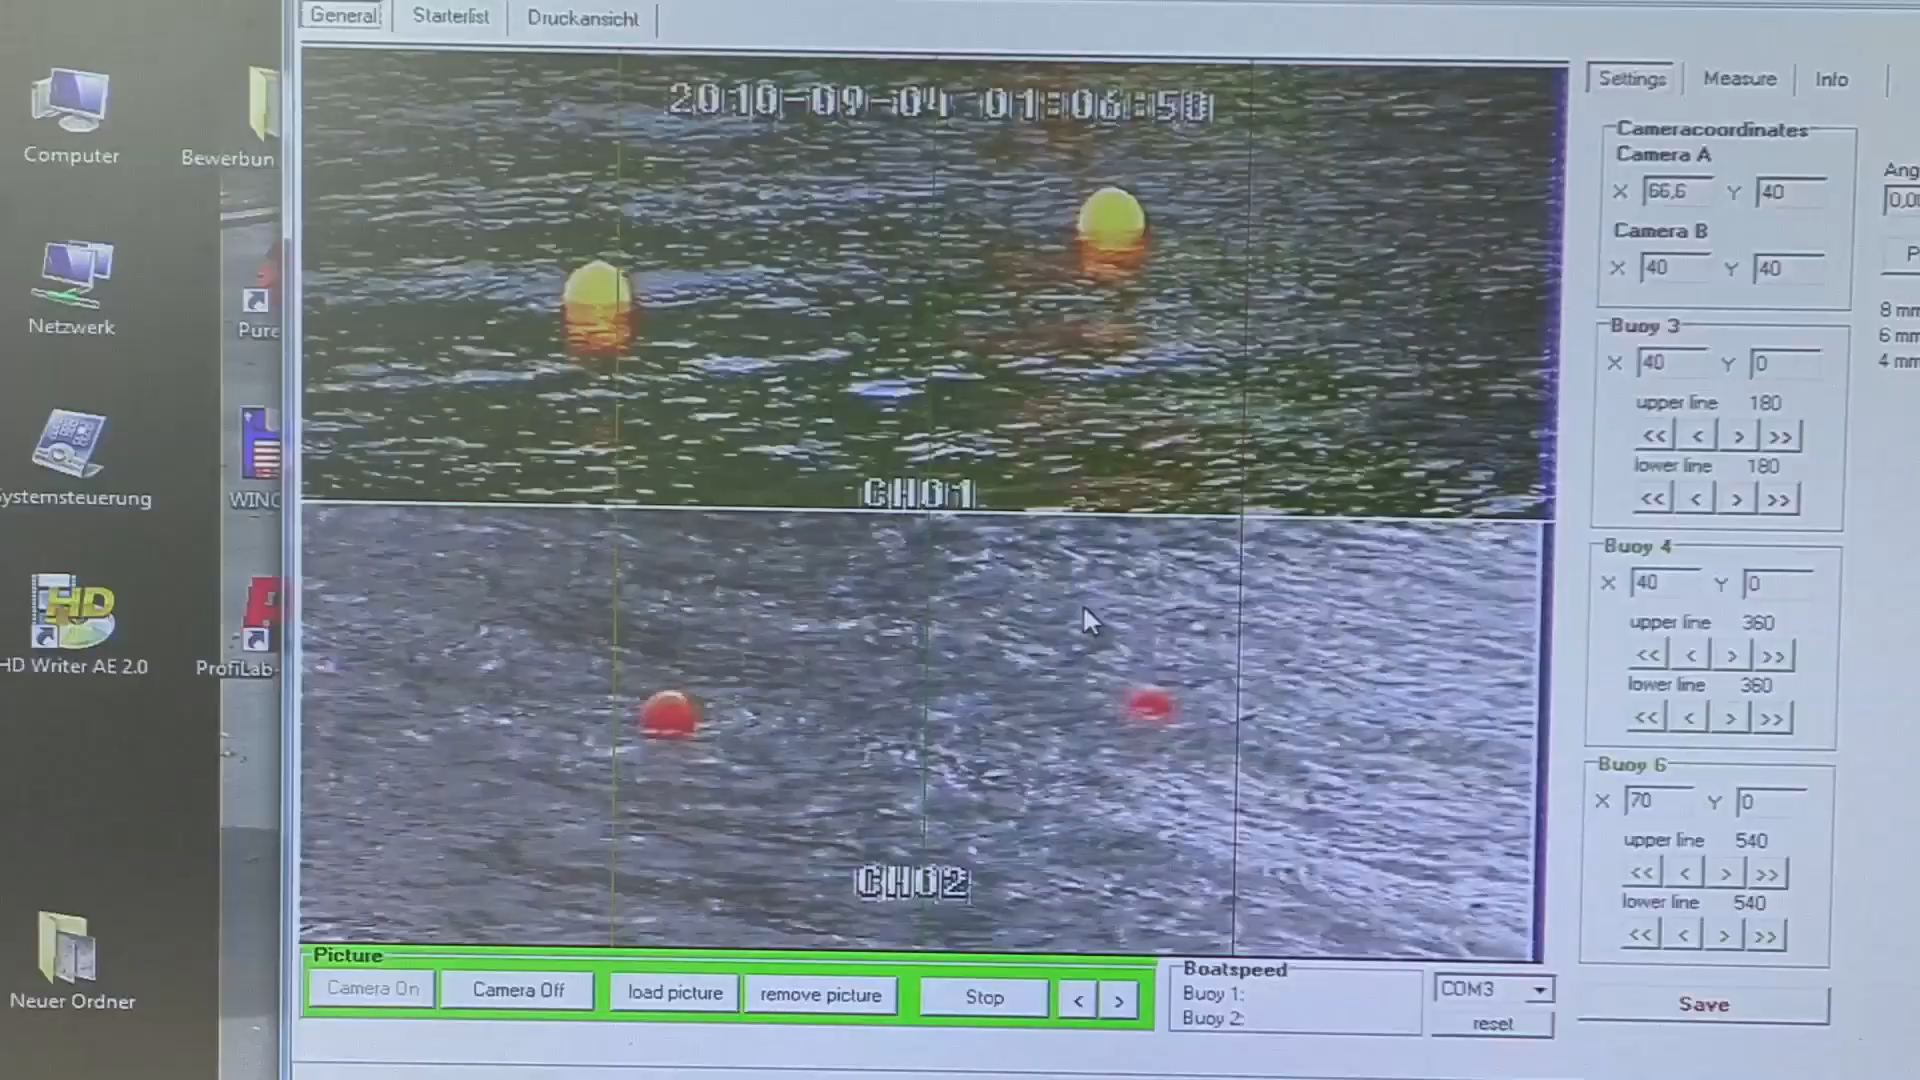 General Starterlist Druckansicht
2010-09-04 01:06:50
CH01
CH02
Computer
Bewerbun
Netzwerk
Pure
Systemsteuerung
WINC
HD Writer AE 2.0
ProfiLab-
Neuer Ordner
Picture
Camera On Camera Off load picture remove picture Stop < >
Boatspeed
Buoy 1:
Buoy 2:
COM3
reset
Settings Measure Info
Cameracoordinates
Camera A
X 66,6 Y 40
Camera B
X 40 Y 40
Buoy 3
X 40 Y 0
upper line 180
<< < > >>
lower line 180
<< < > >>
Buoy 4
X 40 Y 0
upper line 360
<< < > >>
lower line 360
<< < > >>
Buoy 6
X 70 Y 0
upper line 540
<< < > >>
lower line 540
<< < > >>
Save
Ang
0,00
P
8 mm
6 mm
4 mm